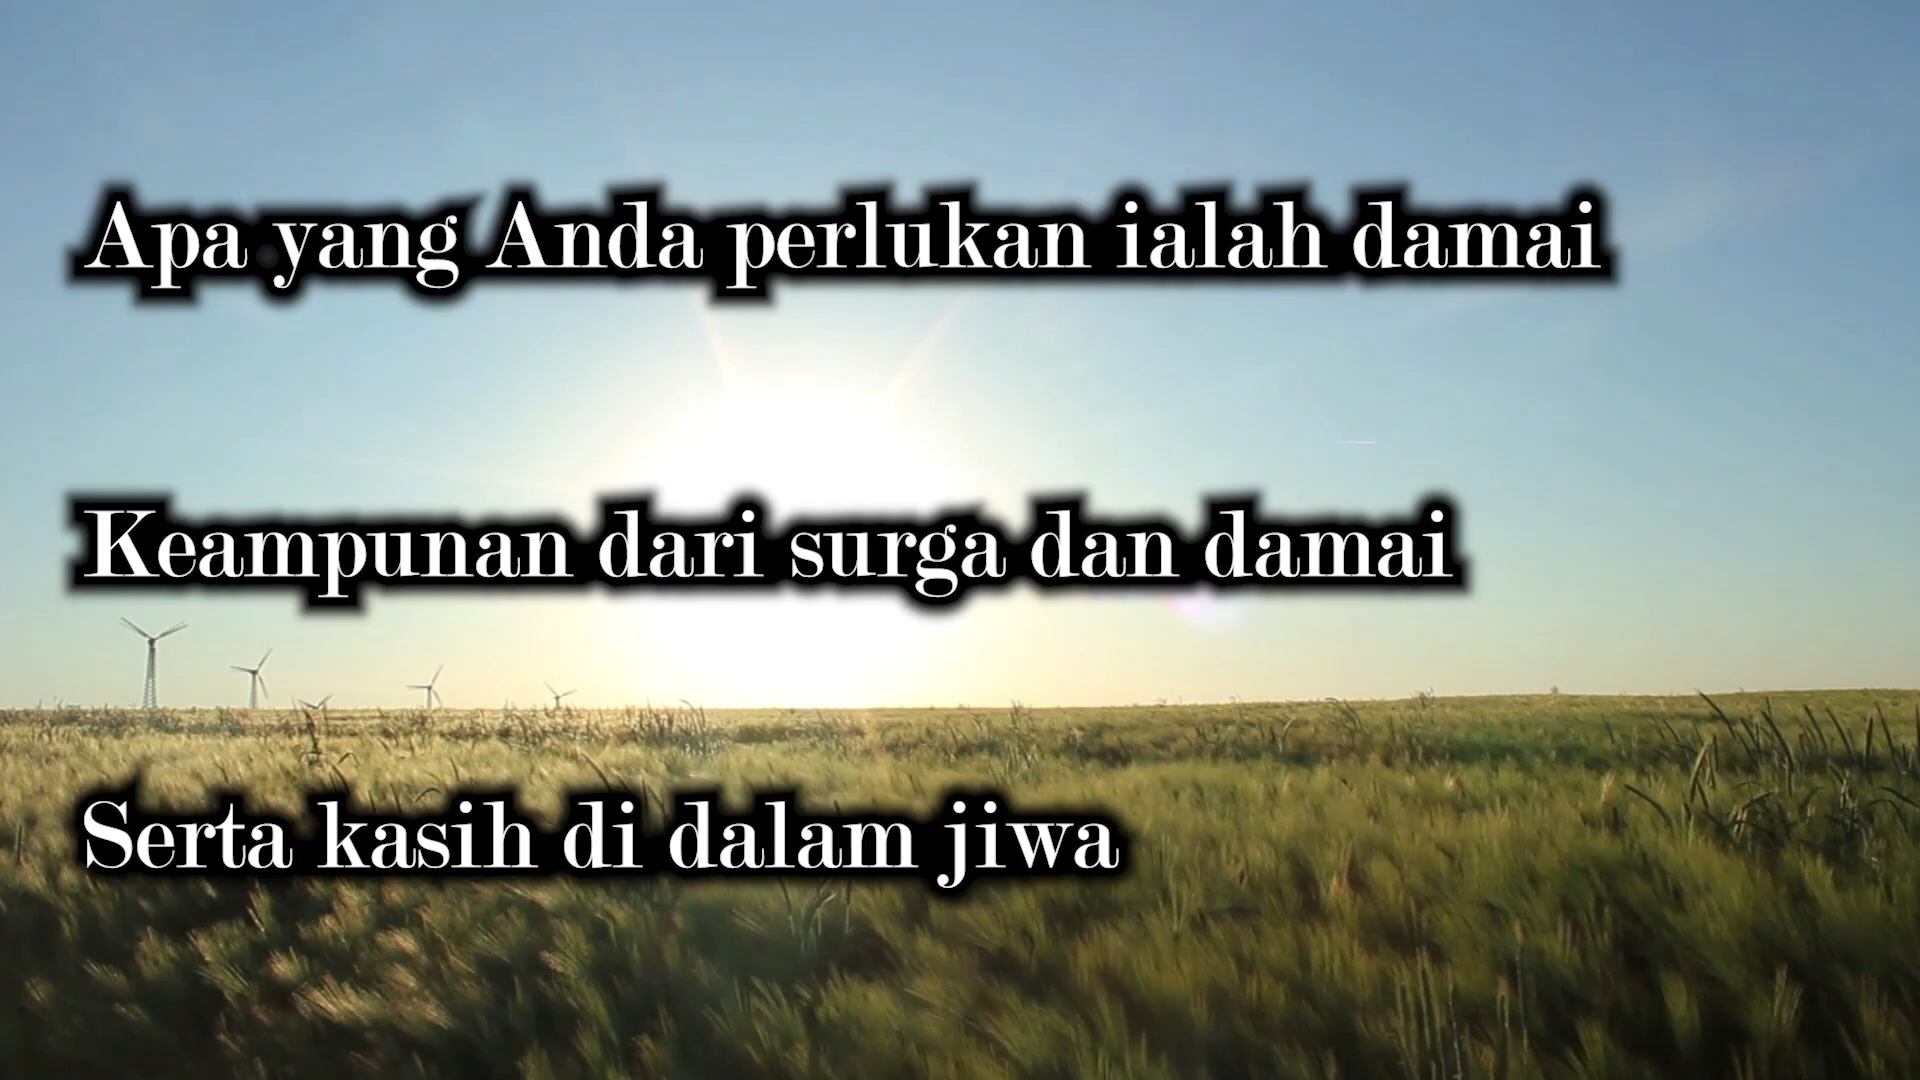 Apa yang Anda perlukan ialah damai
Keampunan dari surga dan damai
Serta kasih di dalam jiwa